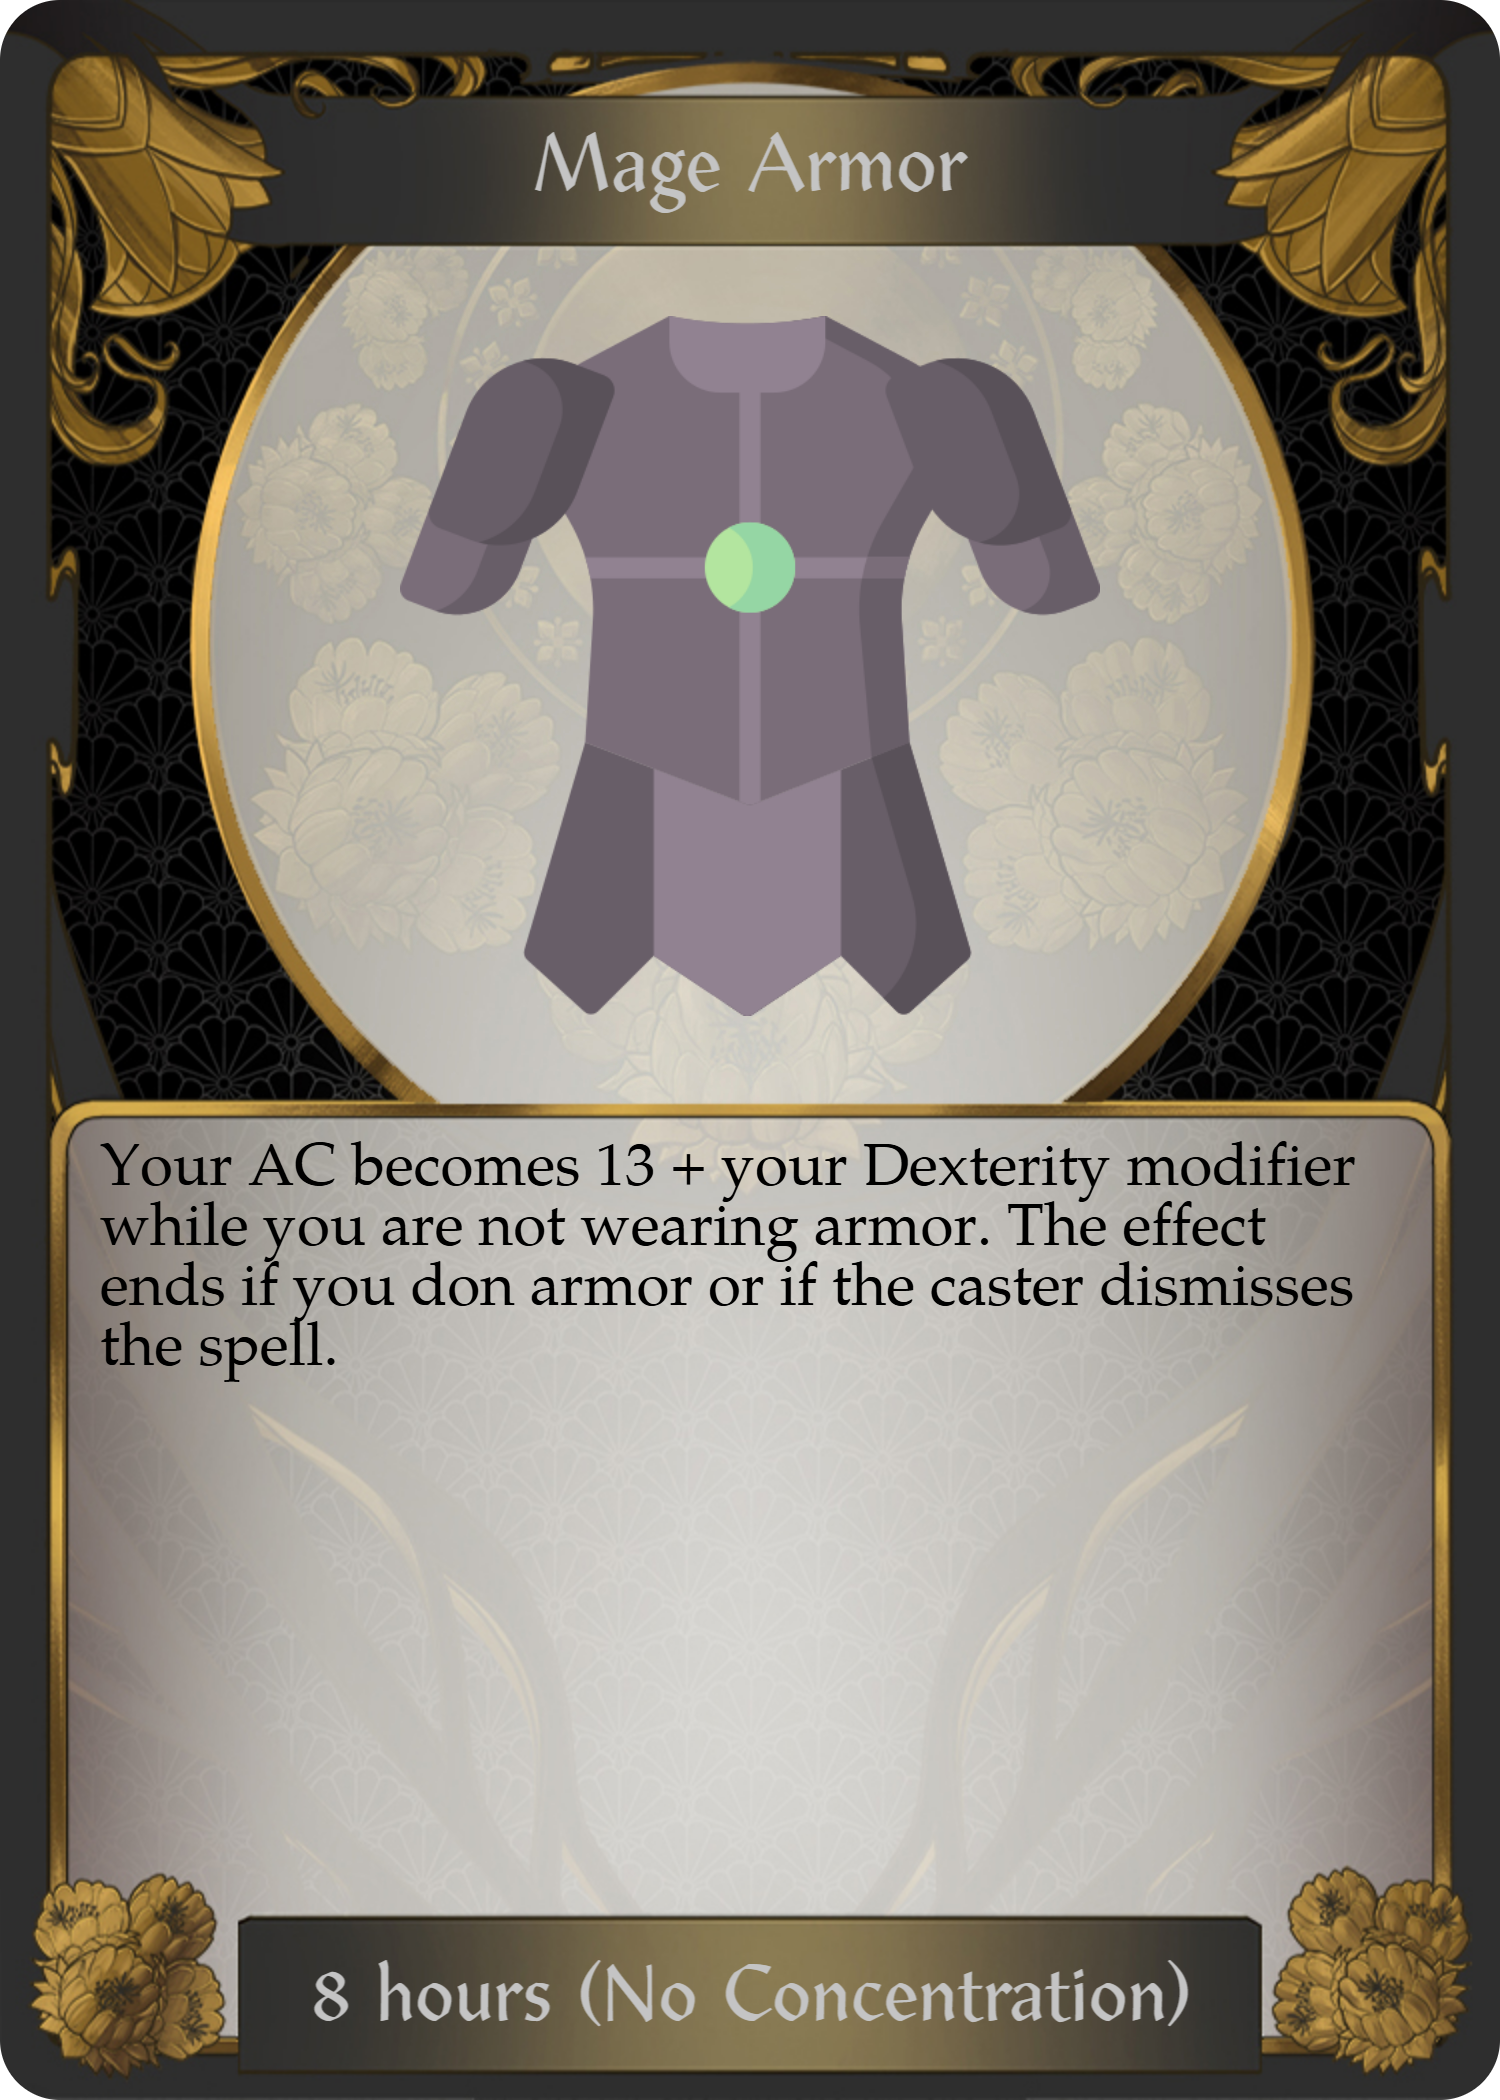 Mage Armor
Your AC becomes 13 + your Dexterity modifier
while you are not wearing armor. The effect
ends if you don armor or if the caster dismisses
the spell.
8 hours (No Concentration)